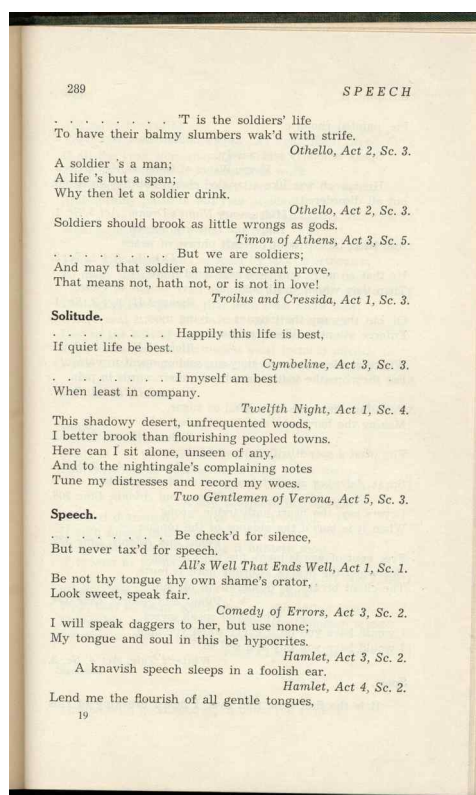 289 SPEECH
. . . . . . . . 'T is the soldiers' life
To have their balmy slumbers wak'd with strife.
Othello, Act 2, Sc. 3.
A soldier 's a man;
A life 's but a span;
Why then let a soldier drink.
Othello, Act 2, Sc. 3.
Soldiers should brook as little wrongs as gods.
Timon of Athens, Act 3, Sc. 5.
. . . . . . . . But we are soldiers;
And may that soldier a mere recreant prove,
That means not, hath not, or is not in love!
Troilus and Cressida, Act 1, Sc. 3.
Solitude.
. . . . . . . . Happily this life is best,
If quiet life be best.
Cymbeline, Act 3, Sc. 3.
. . . . . . . . I myself am best
When least in company.
Twelfth Night, Act 1, Sc. 4.
This shadowy desert, unfrequented woods,
I better brook than flourishing peopled towns.
Here can I sit alone, unseen of any,
And to the nightingale's complaining notes
Tune my distresses and record my woes.
Two Gentlemen of Verona, Act 5, Sc. 3.
Speech.
. . . . . . . . Be check'd for silence,
But never tax'd for speech.
All's Well That Ends Well, Act 1, Sc. 1.
Be not thy tongue thy own shame's orator,
Look sweet, speak fair.
Comedy of Errors, Act 3, Sc. 2.
I will speak daggers to her, but use none;
My tongue and soul in this be hypocrites.
Hamlet, Act 3, Sc. 2.
A knavish speech sleeps in a foolish ear.
Hamlet, Act 4, Sc. 2.
Lend me the flourish of all gentle tongues,
19